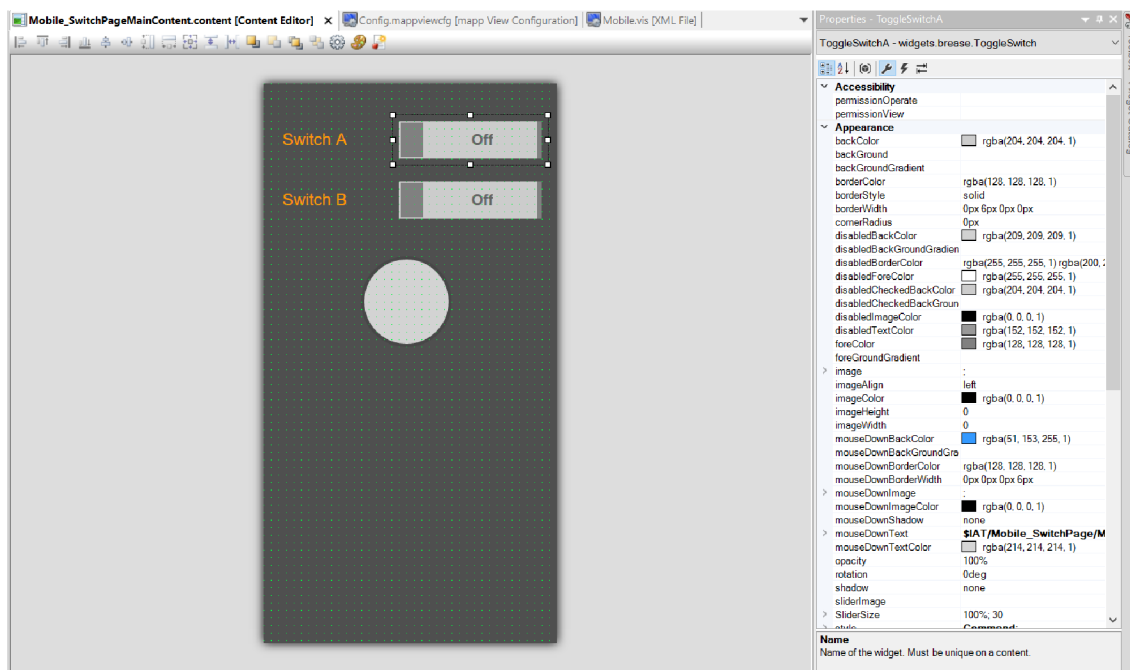 Mobile_SwitchPageMainContent.content [Content Editor] Config.mappviewcfg [mapp View Configuration] Mobile.vis [XML File]
Switch A Off
Switch B Off
Properties - ToggleSwitchA
ToggleSwitchA - widgets.brease.ToggleSwitch
Accessibility
permissionOperate
permissionView
Appearance
backColor rgba(204, 204, 204, 1)
backGround
backGroundGradient
borderColor rgba(128, 128, 128, 1)
borderStyle solid
borderWidth 0px 6px 0px 0px
cornerRadius 0px
disabledBackColor rgba(209, 209, 209, 1)
disabledBackGroundGradien
disabledBorderColor rgba(255, 255, 255, 1) rgba(200, 2
disabledForeColor rgba(255, 255, 255, 1)
disabledCheckedBackColor rgba(204, 204, 204, 1)
disabledCheckedBackGroun
disabledImageColor rgba(0, 0, 0, 1)
disabledTextColor rgba(152, 152, 152, 1)
foreColor rgba(128, 128, 128, 1)
foreGroundGradient
image ;
imageAlign left
imageColor rgba(0, 0, 0, 1)
imageHeight 0
imageWidth 0
mouseDownBackColor rgba(51, 153, 255, 1)
mouseDownBackGroundGra
mouseDownBorderColor rgba(128, 128, 128, 1)
mouseDownBorderWidth 0px 0px 0px 6px
mouseDownImage ;
mouseDownImageColor rgba(0, 0, 0, 1)
mouseDownShadow none
mouseDownText $IAT/Mobile_SwitchPage/M
mouseDownTextColor rgba(214, 214, 214, 1)
opacity 100%
rotation 0deg
shadow none
sliderImage
SliderSize 100%; 30
style Command;
Name
Name of the widget. Must be unique on a content.